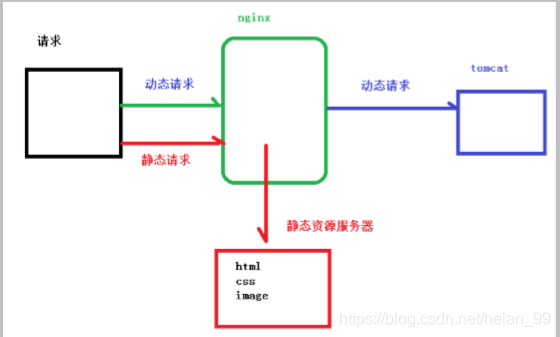 nginx
请求
动态请求
动态请求
tomcat
静态请求
静态资源服务器
html
css
image
https://blog.csdn.net/heian_99